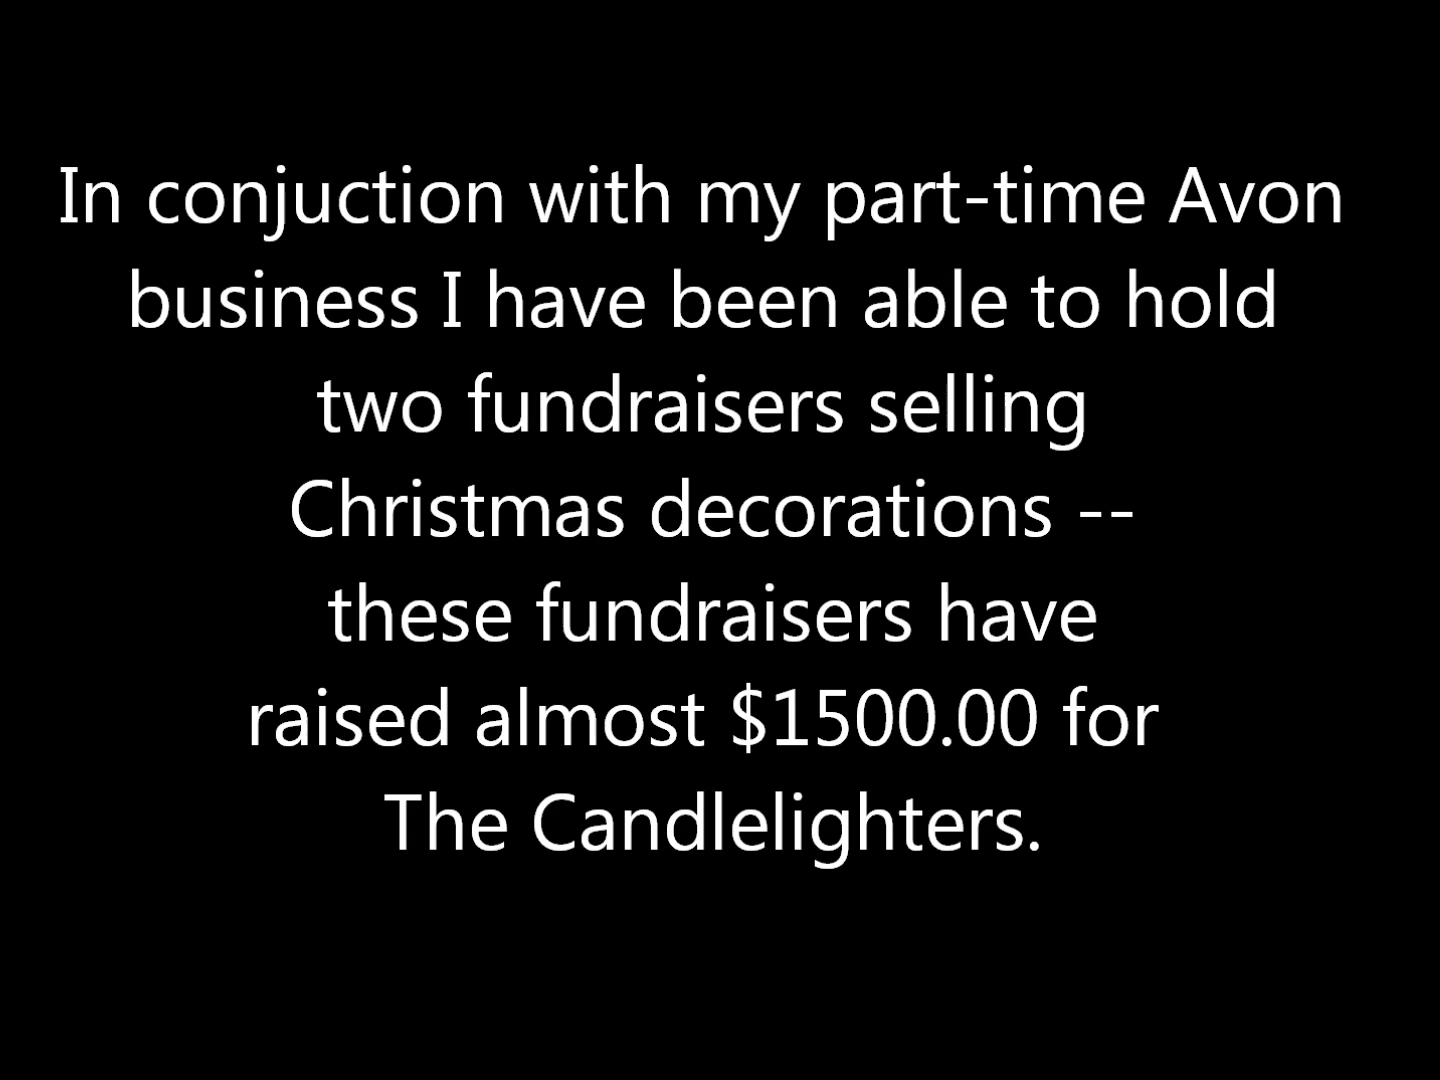 In conjuction with my part-time Avon
business I have been able to hold
two fundraisers selling
Christmas decorations --
these fundraisers have
raised almost $1500.00 for
The Candlelighters.